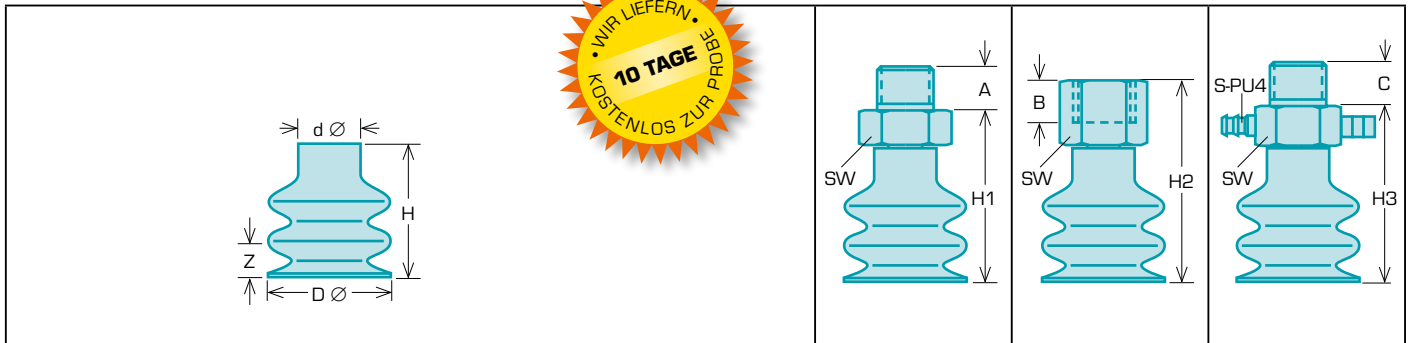 • WIR LIEFERN •
10 TAGE
KOSTENLOS ZUR PROBE
d Ø
H
Z
D Ø
A
SW
H1
B
SW
H2
S-PU4
C
SW
H3